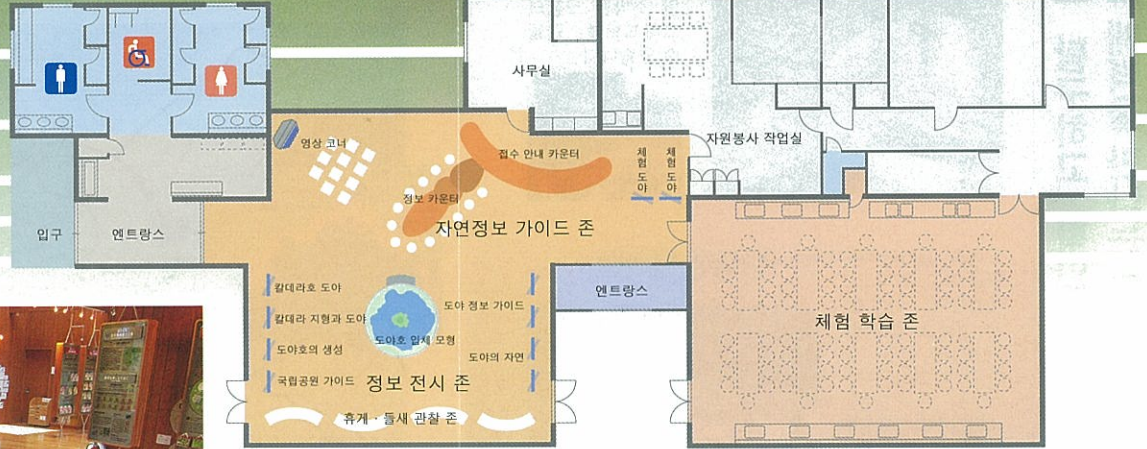 사무실
영상 코너
접수 안내 카운터
체험 도야
체험 도야
자원봉사 작업실
정보 카운터
자연정보 가이드 존
입구
엔트랑스
엔트랑스
칼데라호 도야
칼데라 지형과 도야
도야호의 생성
국립공원 가이드
도야호 입체 모형
도야 정보 가이드
도야의 자연
정보 전시 존
휴게 · 들새 관찰 존
체험 학습 존